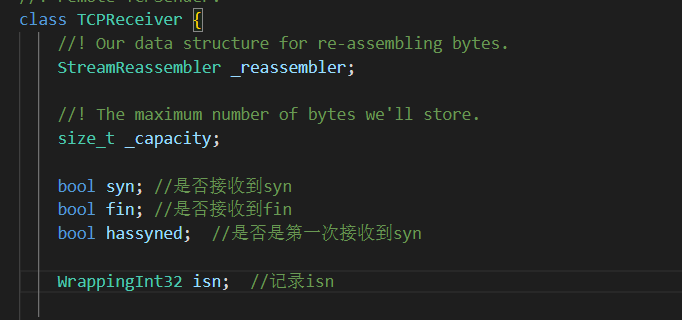 class TCPReceiver {
//! Our data structure for re-assembling bytes.
StreamReassembler _reassembler;
//! The maximum number of bytes we'll store.
size_t _capacity;
bool syn; //是否接收到syn
bool fin; //是否接收到fin
bool hassyned;  //是否是第一次接收到syn
WrappingInt32 isn;  //记录isn